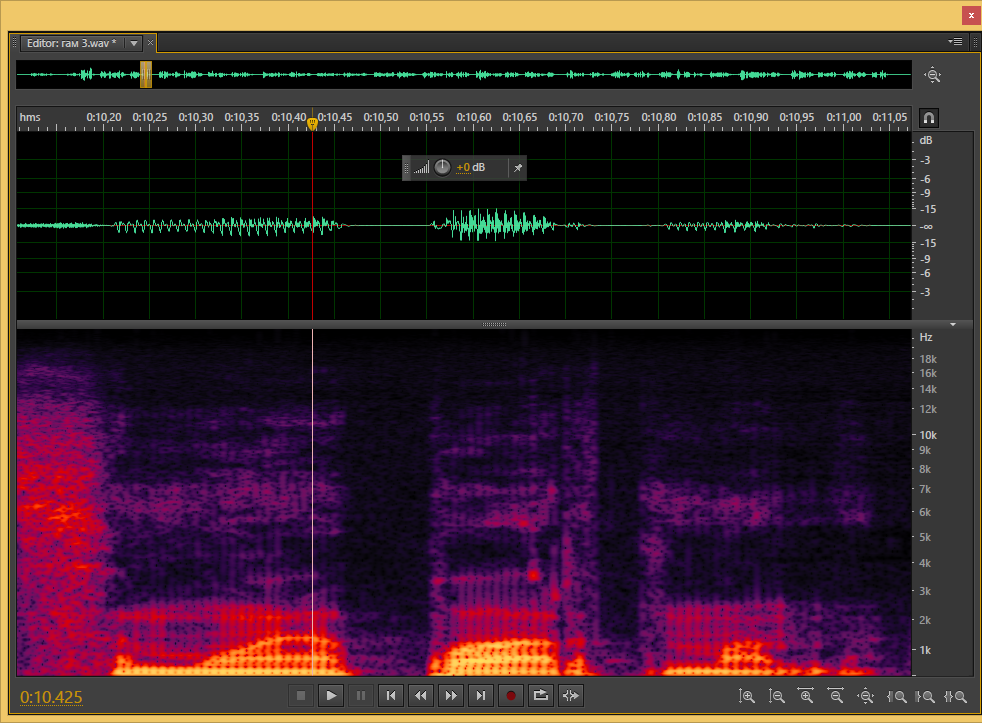 x
Editor: гам 3.wav *
hms 0:10,20 0:10,25 0:10,30 0:10,35 0:10,40 0:10,45 0:10,50 0:10,55 0:10,60 0:10,65 0:10,70 0:10,75 0:10,80 0:10,85 0:10,90 0:10,95 0:11,00 0:11,05
dB
-3
-6
-9
-15
-∞
-15
-9
-6
-3
+0 dB
Hz
18k
16k
14k
12k
10k
9k
8k
7k
6k
5k
4k
3k
2k
1k
0:10.425